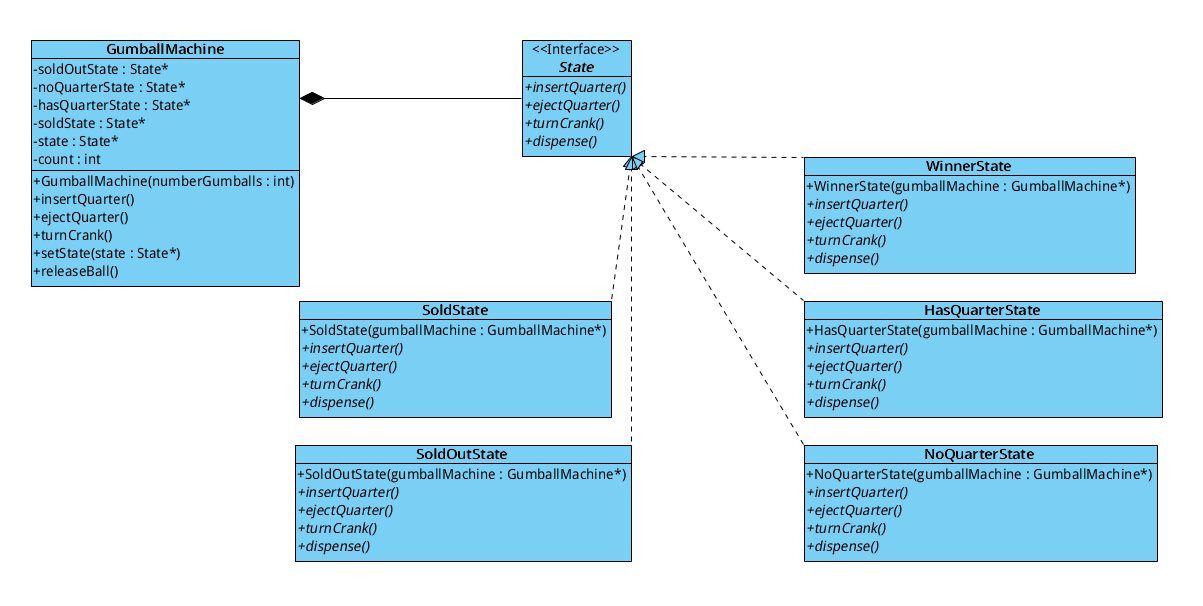 GumballMachine
-soldOutState : State*
-noQuarterState : State*
-hasQuarterState : State*
-soldState : State*
-state : State*
-count : int
+GumballMachine(numberGumballs : int)
+insertQuarter()
+ejectQuarter()
+turnCrank()
+setState(state : State*)
+releaseBall()
<<Interface>>
State
+insertQuarter()
+ejectQuarter()
+turnCrank()
+dispense()
WinnerState
+WinnerState(gumballMachine : GumballMachine*)
+insertQuarter()
+ejectQuarter()
+turnCrank()
+dispense()
SoldState
+SoldState(gumballMachine : GumballMachine*)
+insertQuarter()
+ejectQuarter()
+turnCrank()
+dispense()
HasQuarterState
+HasQuarterState(gumballMachine : GumballMachine*)
+insertQuarter()
+ejectQuarter()
+turnCrank()
+dispense()
SoldOutState
+SoldOutState(gumballMachine : GumballMachine*)
+insertQuarter()
+ejectQuarter()
+turnCrank()
+dispense()
NoQuarterState
+NoQuarterState(gumballMachine : GumballMachine*)
+insertQuarter()
+ejectQuarter()
+turnCrank()
+dispense()